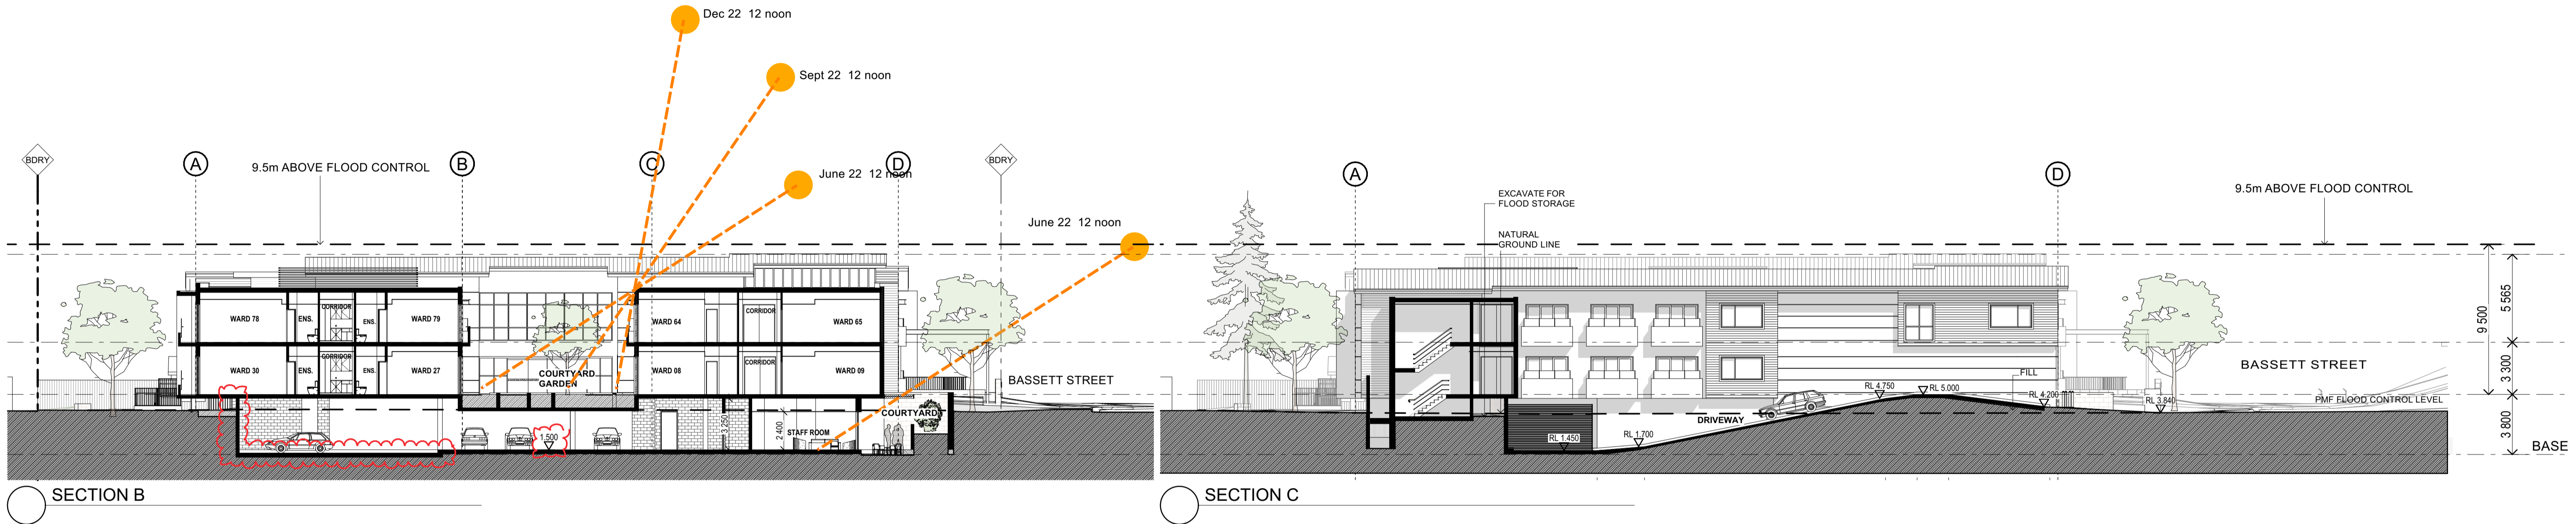 Dec 22  12 noon
Sept 22  12 noon
June 22  12 noon
June 22  12 noon
BDRY
A
9.5m ABOVE FLOOD CONTROL
B
C
D
BDRY
WARD 78
ENS.
CORRIDOR
ENS.
WARD 79
WARD 64
CORRIDOR
WARD 65
WARD 30
ENS.
CORRIDOR
ENS.
WARD 27
COURTYARD
GARDEN
WARD 08
CORRIDOR
WARD 09
BASSETT STREET
1.500
3 250
2 400
STAFF ROOM
COURTYARD
SECTION B
A
D
9.5m ABOVE FLOOD CONTROL
EXCAVATE FOR
FLOOD STORAGE
NATURAL
GROUND LINE
9 500
5 565
3 300
3 800
BASSETT STREET
FILL
RL 4.750
RL 5.000
RL 4.200
RL 3.840
PMF FLOOD CONTROL LEVEL
DRIVEWAY
RL 1.450
RL 1.700
BASE
SECTION C